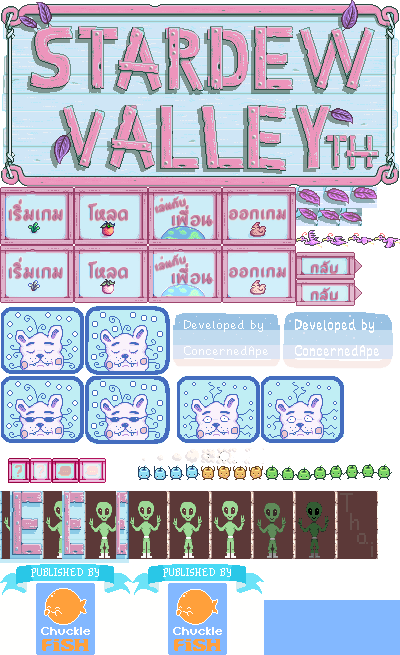 STARDEW
VALLEY
TH
เริ่มเกม
โหลด
เล่นกับเพื่อน
ออกเกม
เริ่มเกม
โหลด
เล่นกับเพื่อน
ออกเกม
กลับ
กลับ
Developed by
ConcernedApe
Developed by
ConcernedApe
?
E
E
Thai
PUBLISHED BY
Chuckle
FISH
PUBLISHED BY
Chuckle
FISH